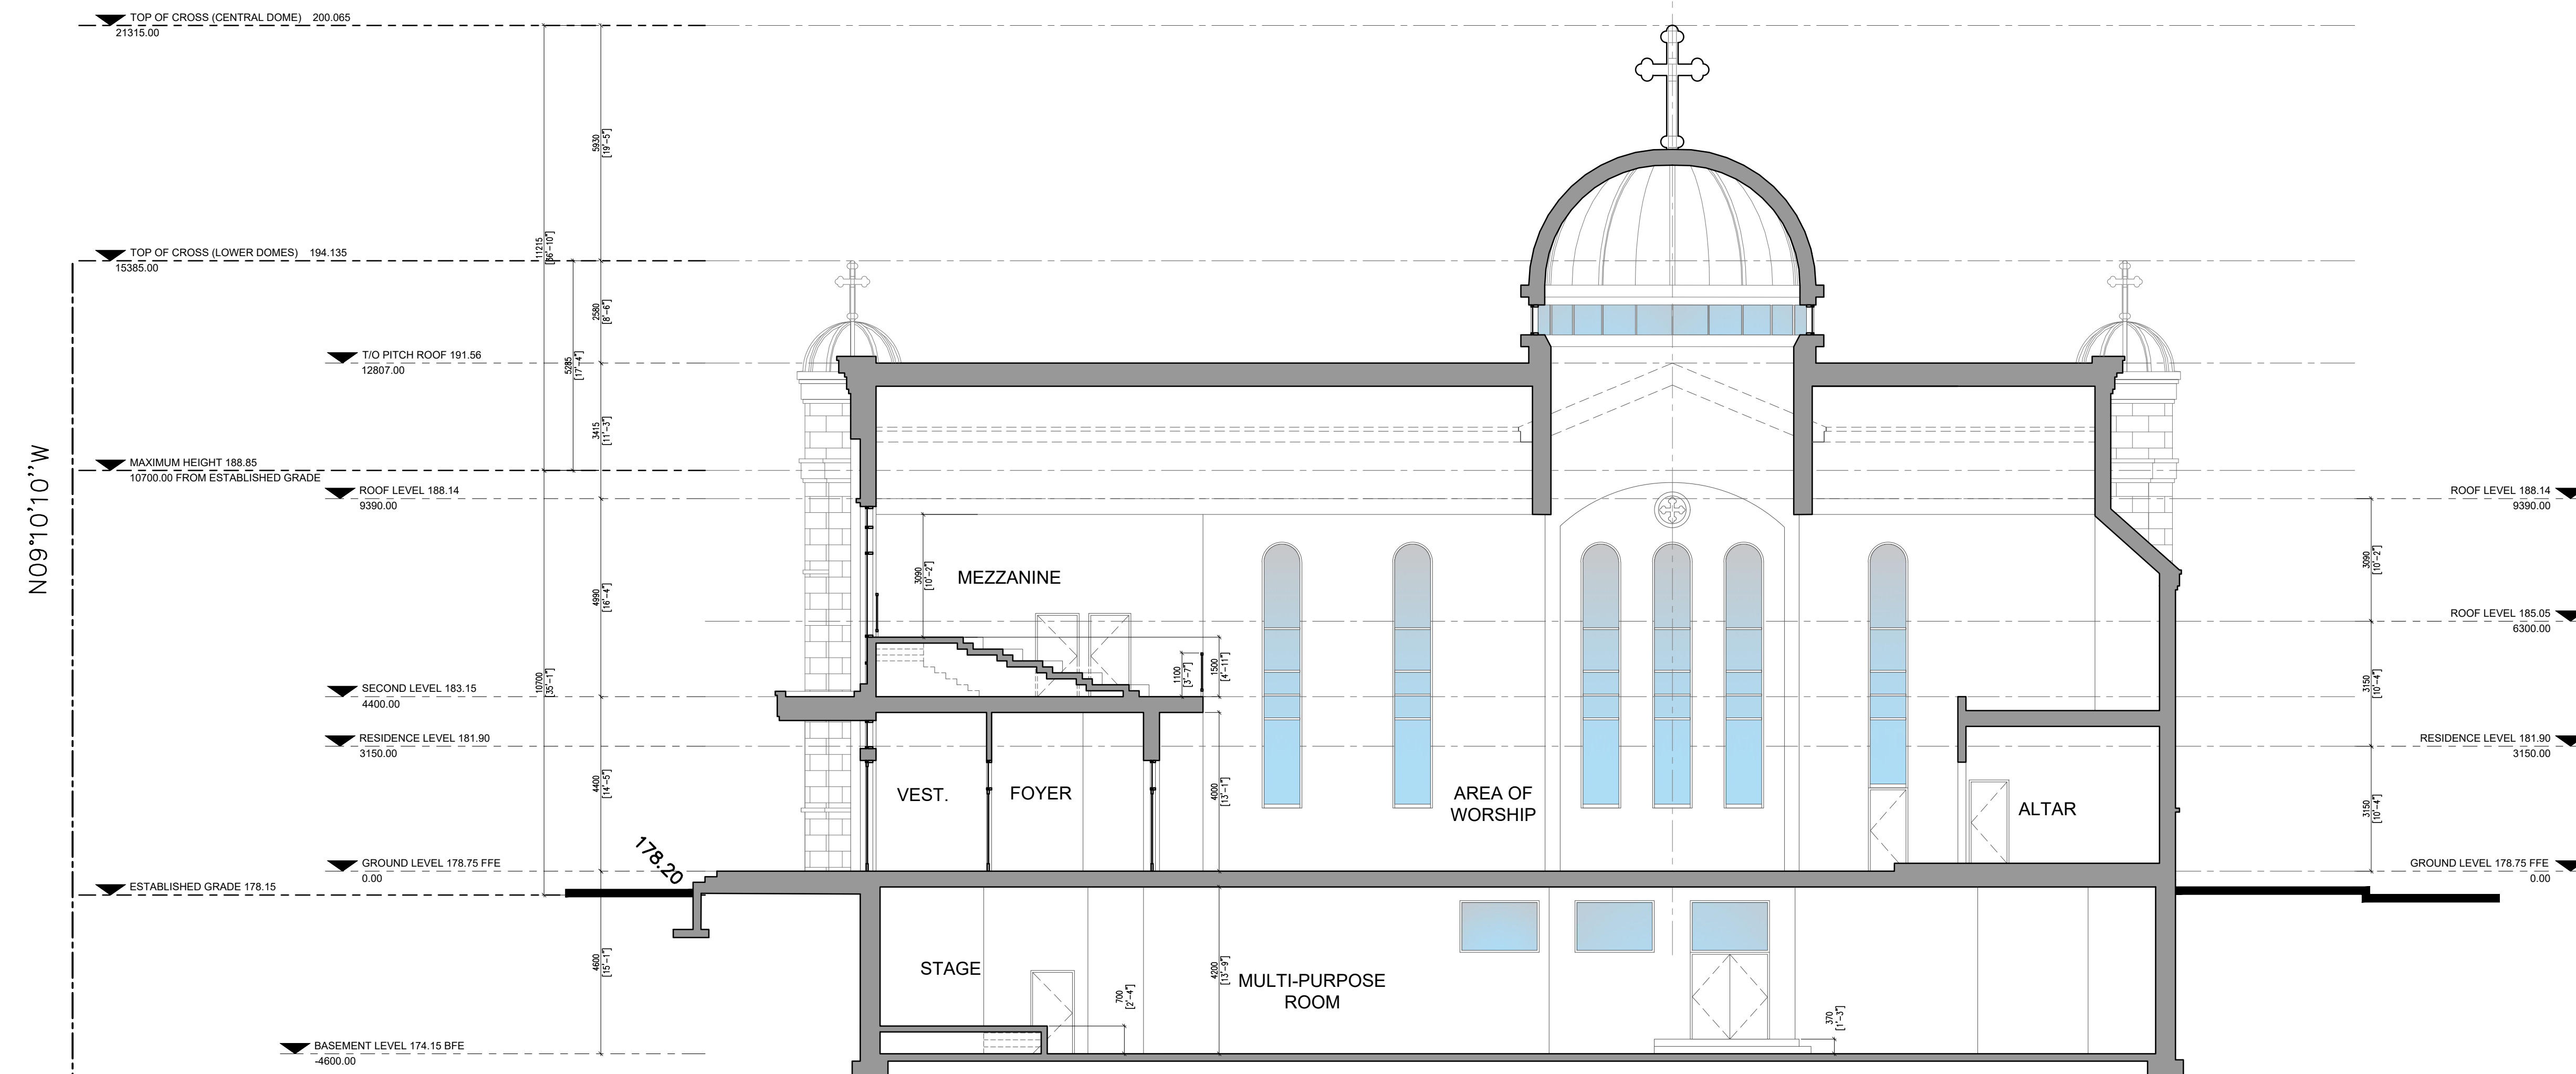 TOP OF CROSS (CENTRAL DOME) 200.065
21315.00
5930
[19'-5"]
TOP OF CROSS (LOWER DOMES) 194.135
15385.00
11215
[36'-10"]
2580
[8'-6"]
T/O PITCH ROOF 191.56
12807.00
5285
[17'-4"]
3415
[11'-3"]
N09°10'10''W
MAXIMUM HEIGHT 188.85
10700.00 FROM ESTABLISHED GRADE
ROOF LEVEL 188.14
9390.00
ROOF LEVEL 188.14
9390.00
3090
[10'-2"]
MEZZANINE
3090
[10'-2"]
4990
[16'-4"]
ROOF LEVEL 185.05
6300.00
1100
[3'-7"]
1500
[4'-11"]
10700
[35'-1"]
3150
[10'-4"]
SECOND LEVEL 183.15
4400.00
RESIDENCE LEVEL 181.90
3150.00
RESIDENCE LEVEL 181.90
3150.00
4400
[14'-5"]
VEST.
FOYER
4000
[13'-1"]
AREA OF
WORSHIP
ALTAR
3150
[10'-4"]
178.20
GROUND LEVEL 178.75 FFE
0.00
GROUND LEVEL 178.75 FFE
0.00
ESTABLISHED GRADE 178.15
4600
[15'-1"]
STAGE
700
[2'-4"]
4200
[13'-9"]
MULTI-PURPOSE
ROOM
370
[1'-3"]
BASEMENT LEVEL 174.15 BFE
-4600.00